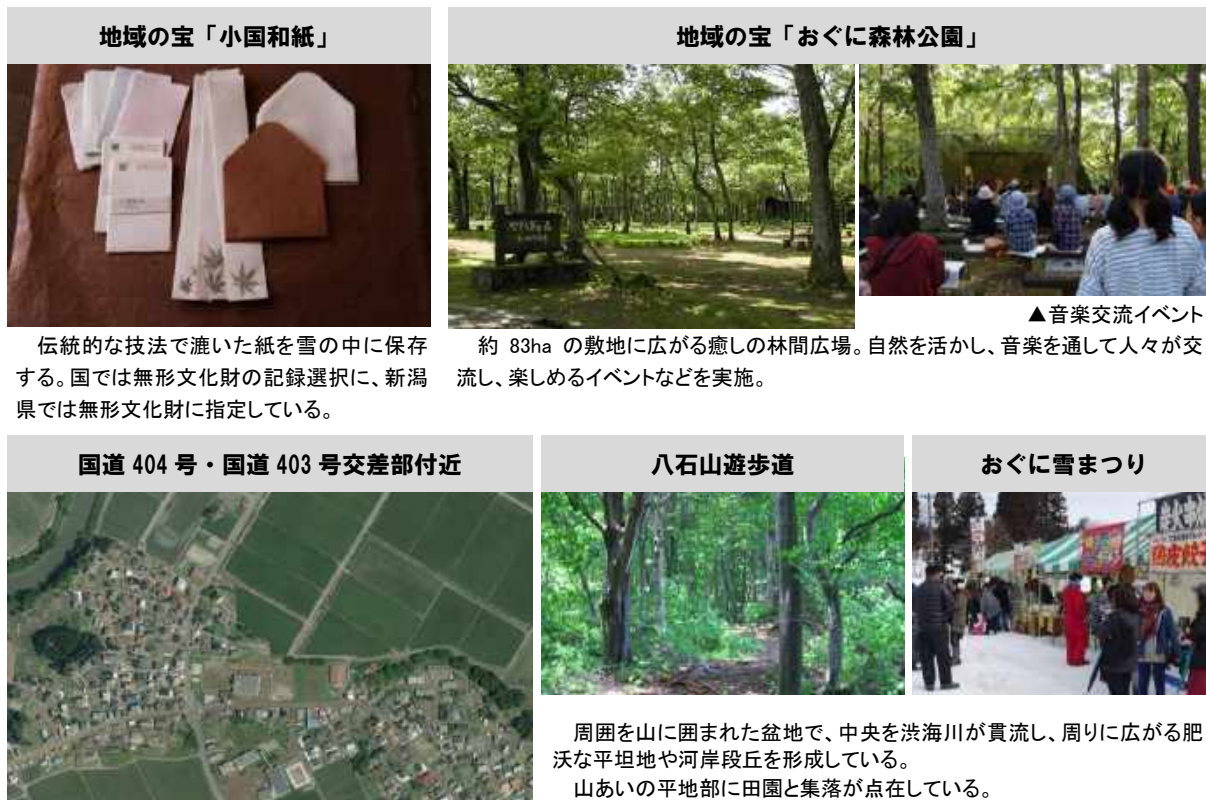 地域の宝「小国和紙」
伝統的な技法で漉いた紙を雪の中に保存
する。国では無形文化財の記録選択に、新潟
県では無形文化財に指定している。
地域の宝「おぐに森林公園」
▲音楽交流イベント
約 83ha の敷地に広がる癒しの林間広場。自然を活かし、音楽を通して人々が交
流し、楽しめるイベントなどを実施。
国道 404 号・国道 403 号交差部付近
八石山遊歩道
おぐに雪まつり
周囲を山に囲まれた盆地で、中央を渋海川が貫流し、周りに広がる肥
沃な平坦地や河岸段丘を形成している。
山あいの平地部に田園と集落が点在している。